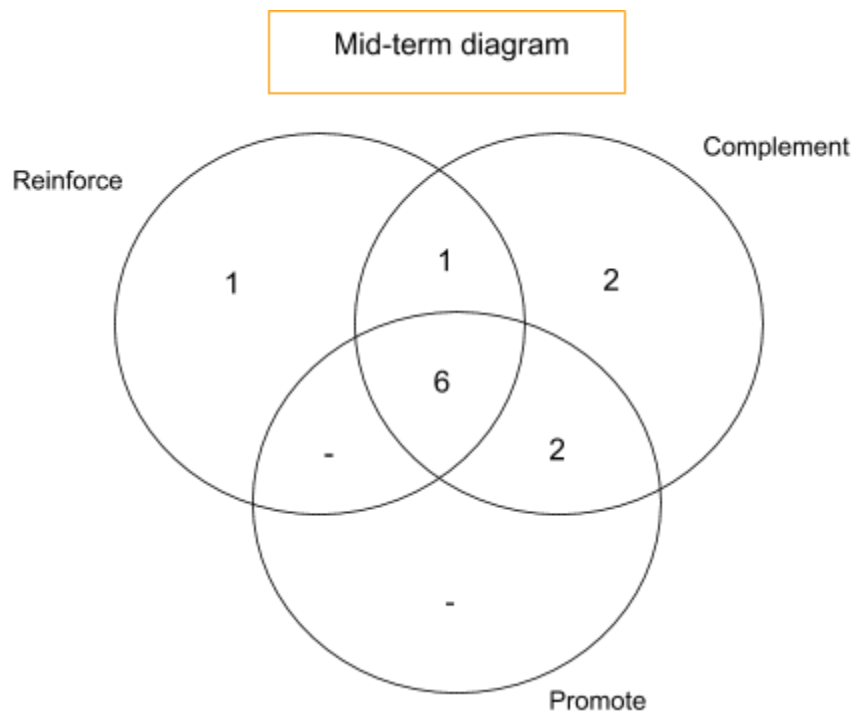 Mid-term diagram
Complement
Reinforce
1
1
2
6
-
2
-
Promote